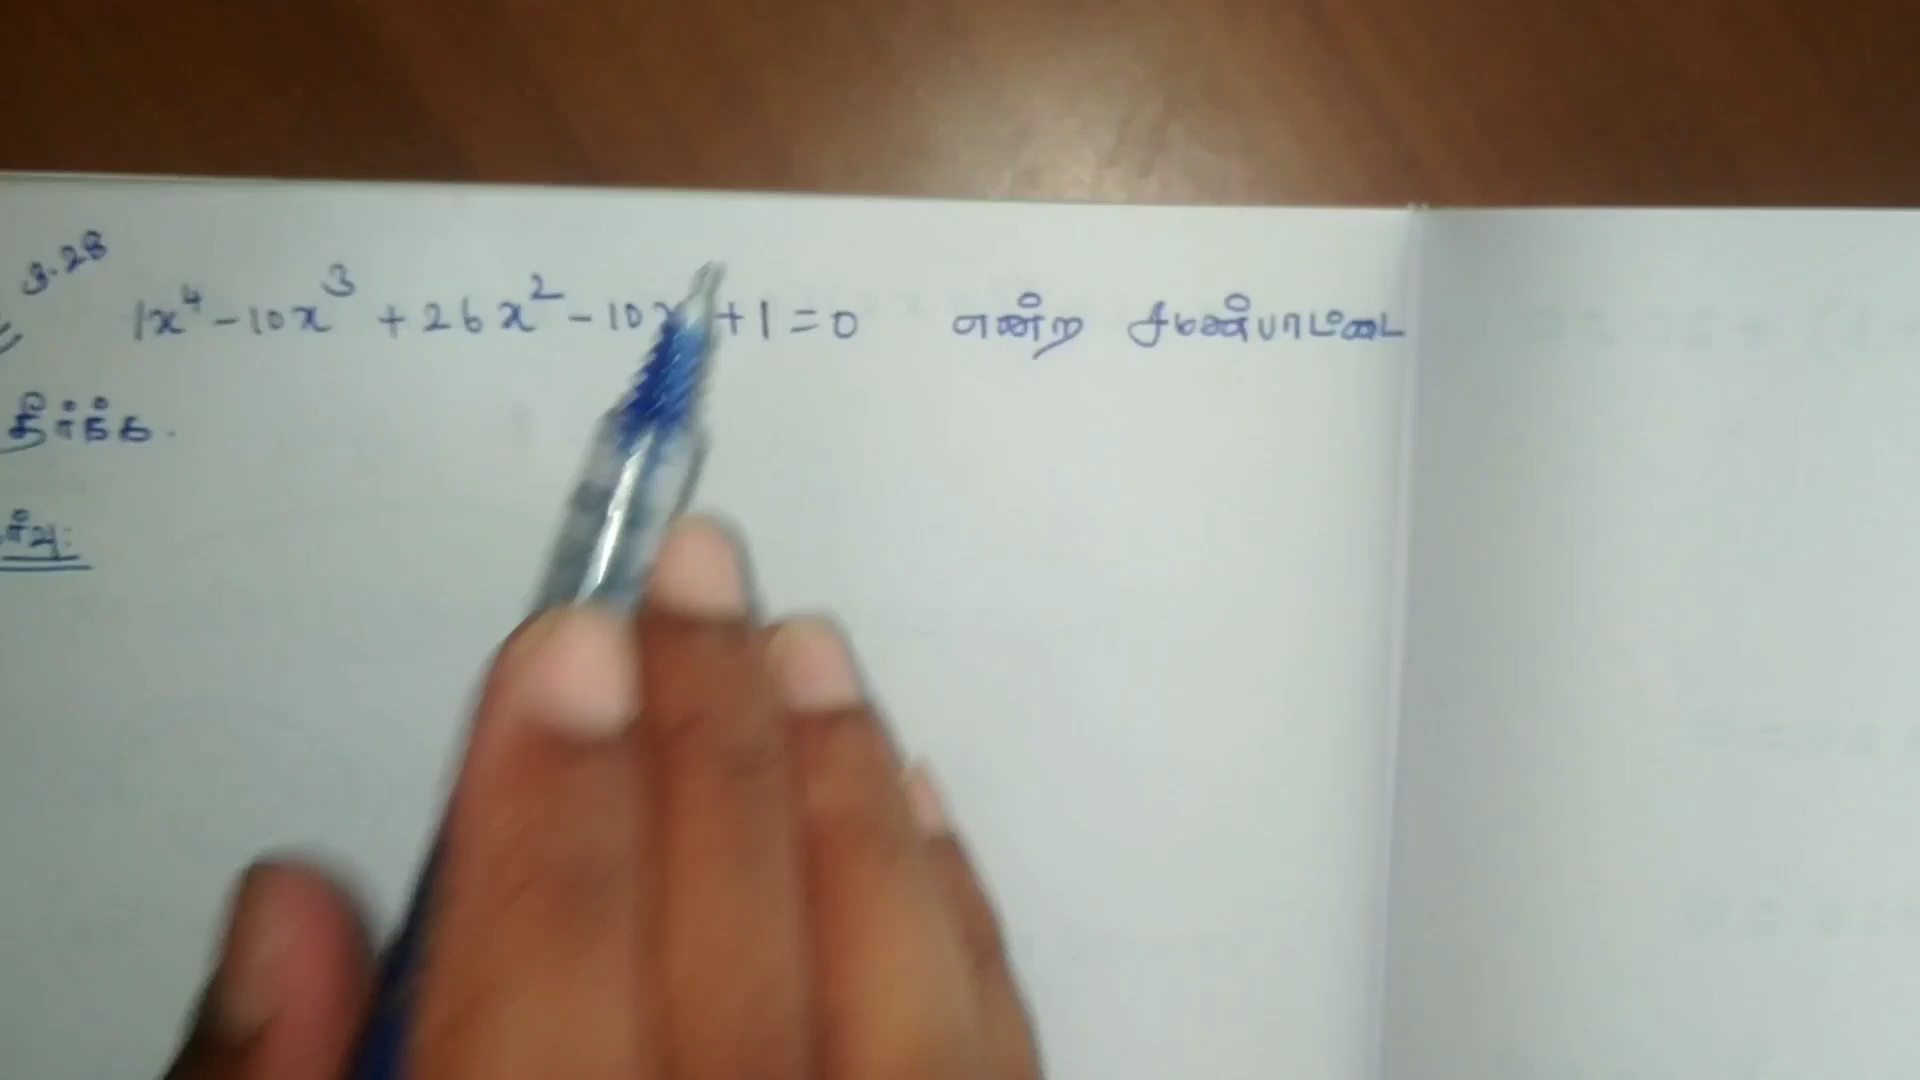 3.28
1x⁴ - 10x³ + 26x² - 10x + 1 = 0 என்ற சமன்பாட்டை
தீர்க்க.